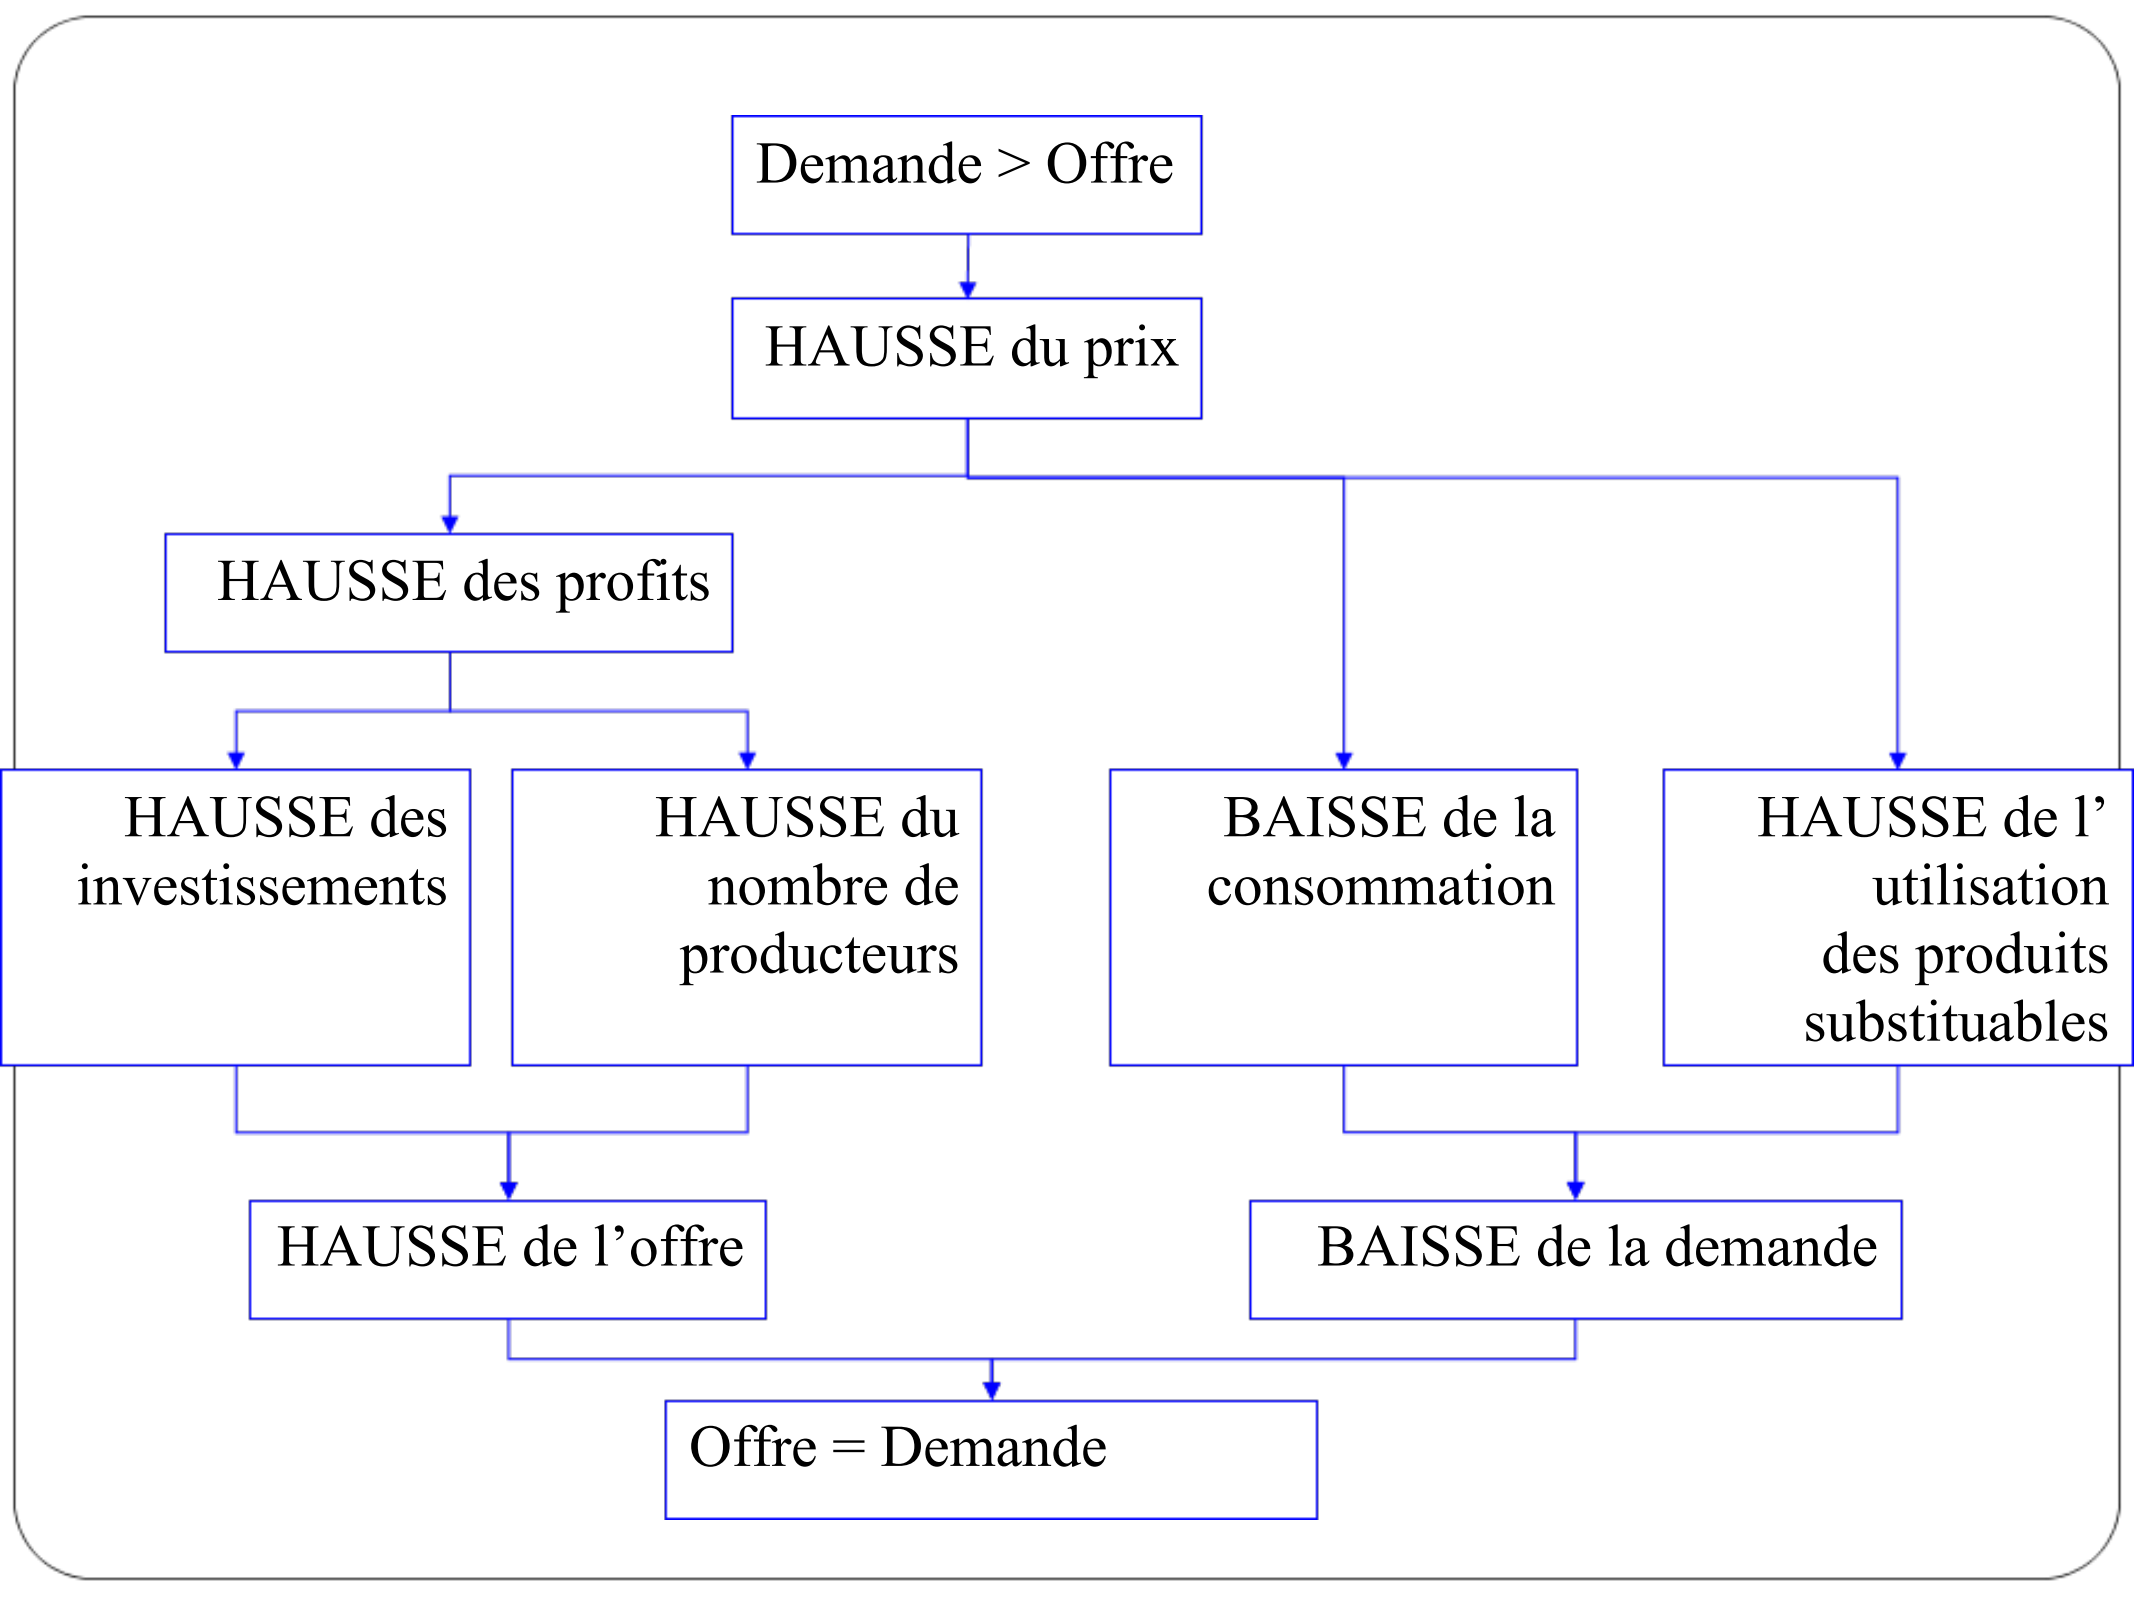 Demande > Offre
HAUSSE du prix
HAUSSE des profits
HAUSSE des
investissements
HAUSSE du
nombre de
producteurs
BAISSE de la
consommation
HAUSSE de l’
utilisation
des produits
substituables
HAUSSE de l’offre
BAISSE de la demande
Offre = Demande